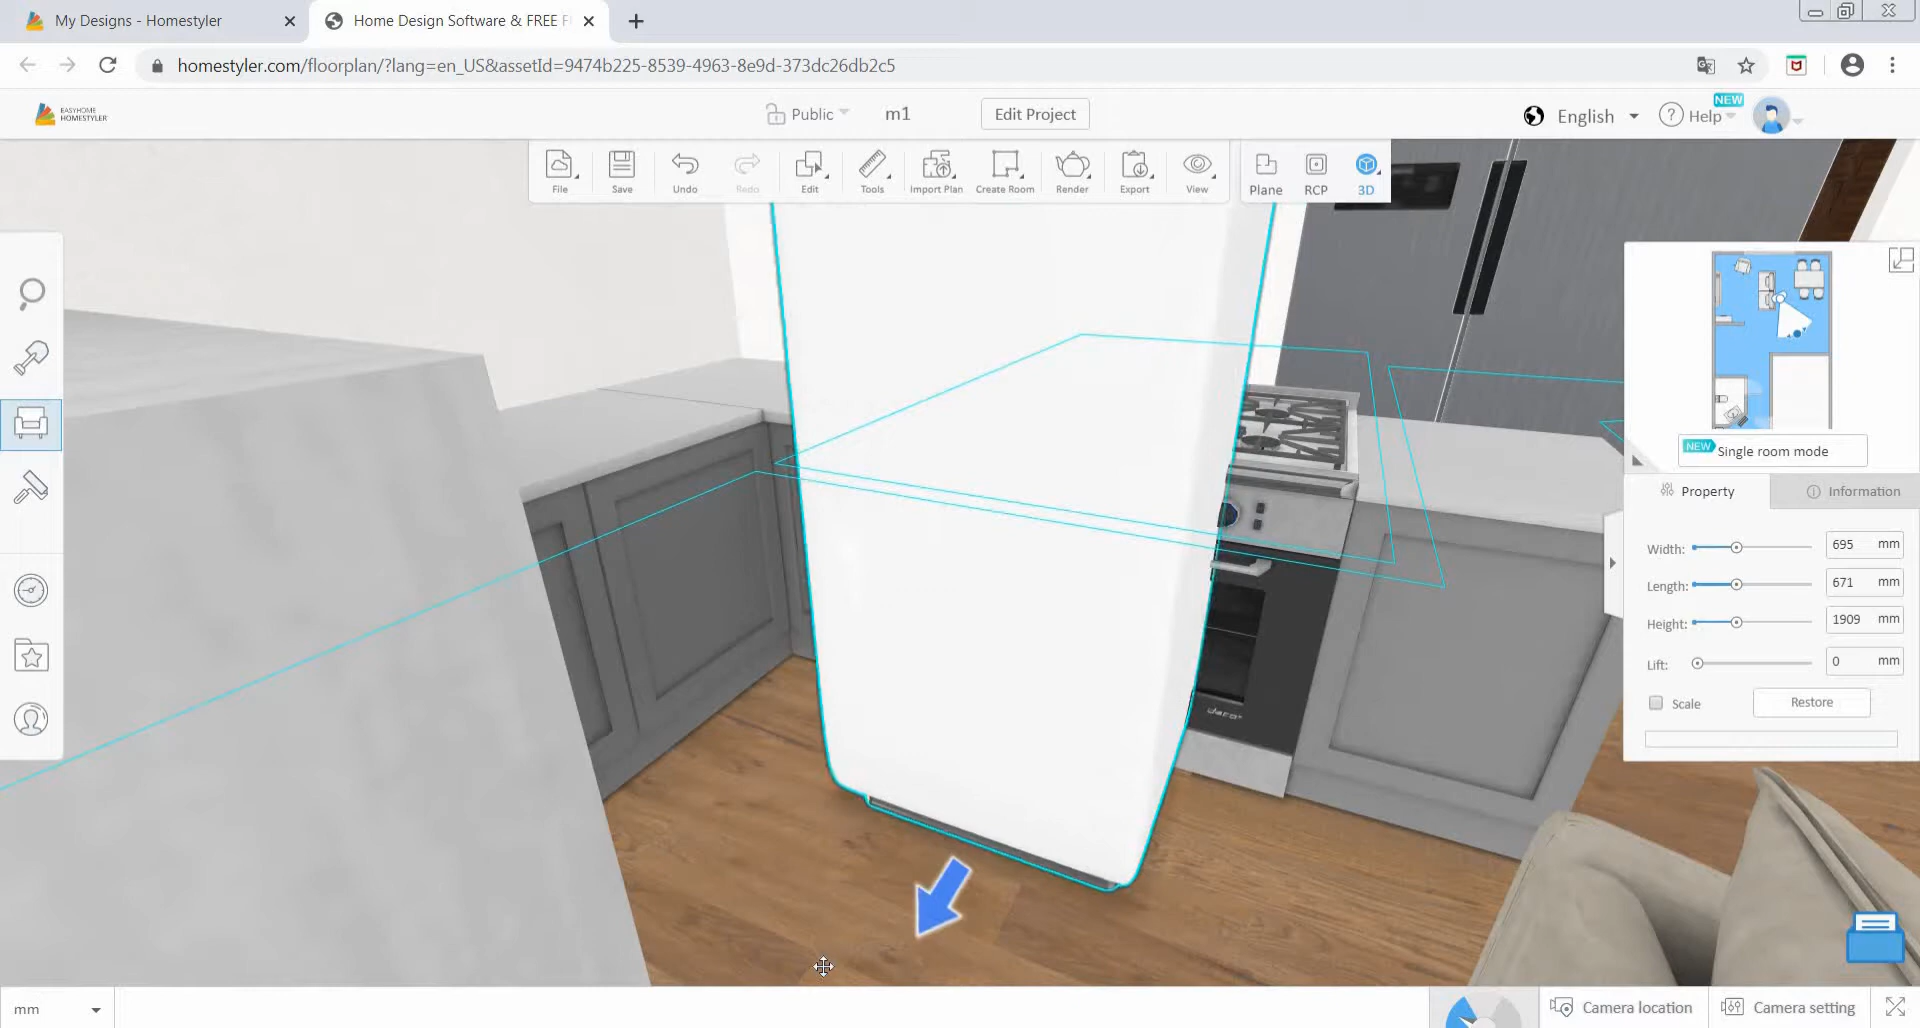 My Designs - Homestyler
Home Design Software & FREE F
homestyler.com/floorplan/?lang=en_US&assetId=9474b225-8539-4963-8e9d-373dc26db2c5
EASYHOME
HOMESTYLER
Public
m1
Edit Project
English
Help
NEW
File
Save
Undo
Redo
Edit
Tools
Import Plan
Create Room
Render
Export
View
Plane
RCP
3D
NEW
Single room mode
Property
Information
Width:
695 mm
Length:
671 mm
Height:
1909 mm
Lift:
0 mm
Scale
Restore
mm
Camera location
Camera setting